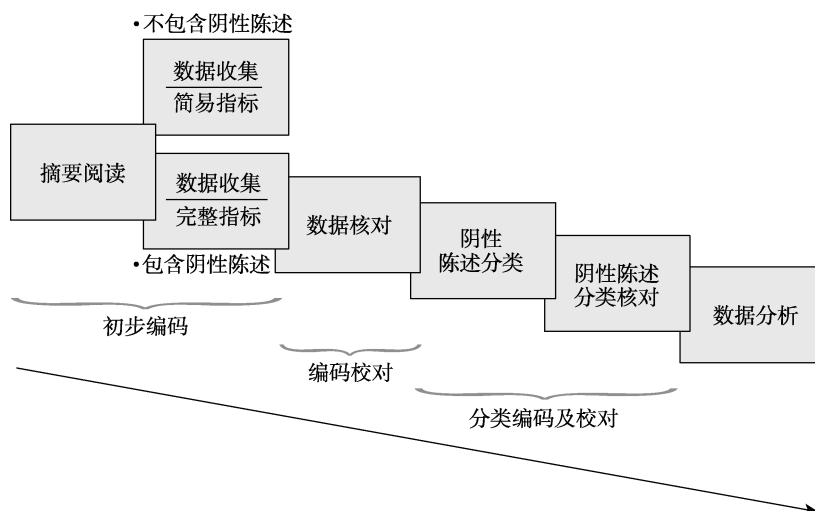 •不包含阴性陈述
数据收集
简易指标
摘要阅读
数据收集
完整指标
•包含阴性陈述
数据核对
阴性
陈述分类
阴性陈述
分类核对
数据分析
初步编码
编码校对
分类编码及校对